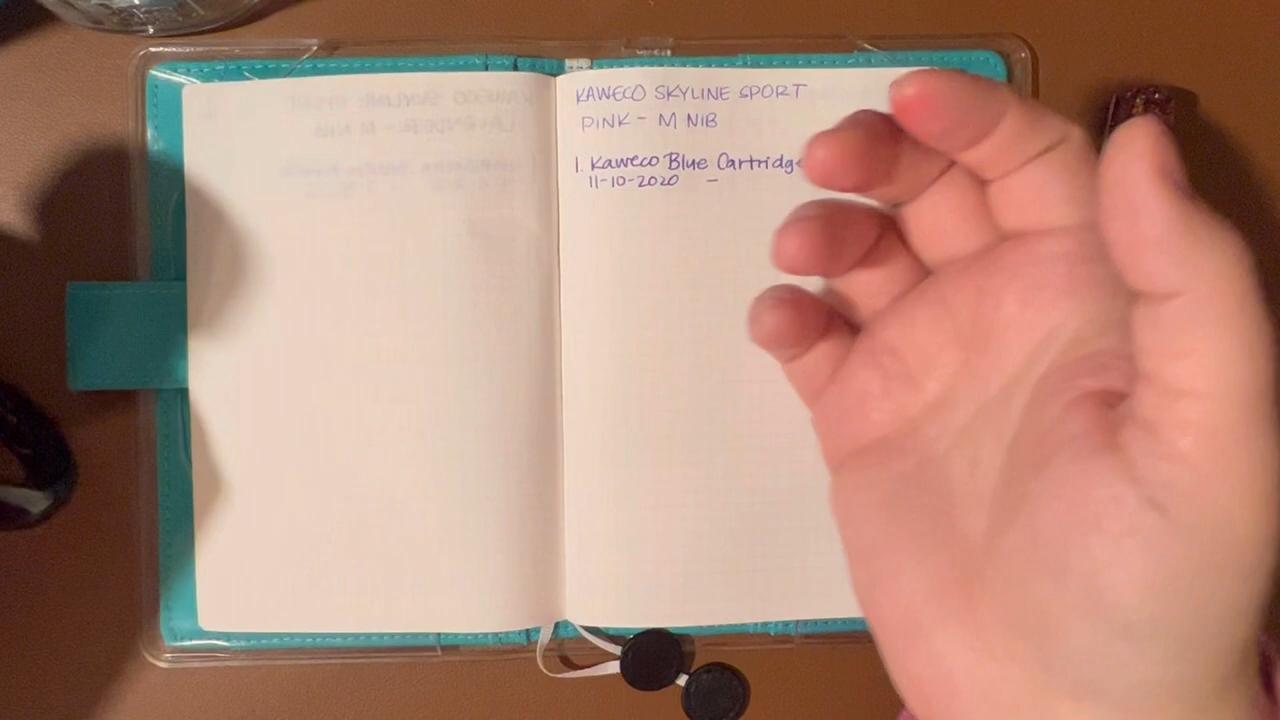 KAWECO SKYLINE SPORT
PINK - M NIB
1. Kaweco Blue Cartridge
11-10-2020 -